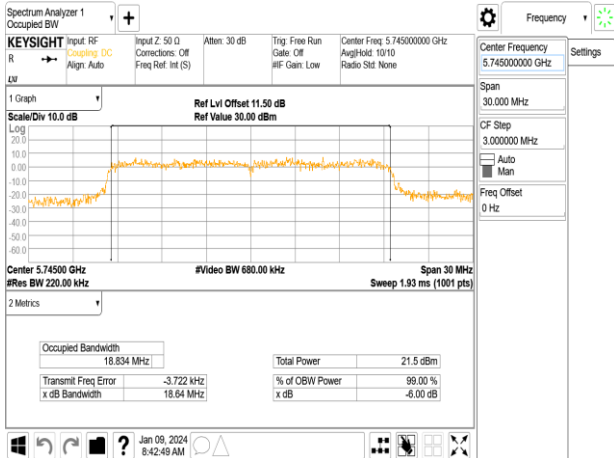 Spectrum Analyzer 1
Occupied BW
▼
+
Frequency
▼
KEYSIGHT
R
LXI
Input: RF
Coupling: DC
Align: Auto
Input Z: 50 Ω
Corrections: Off
Freq Ref: Int (S)
Atten: 30 dB
Trig: Free Run
Gate: Off
#IF Gain: Low
Center Freq: 5.745000000 GHz
Avg|Hold: 10/10
Radio Std: None
Center Frequency
5.745000000 GHz
Settings
Span
30.000 MHz
CF Step
3.000000 MHz
Auto
Man
Freq Offset
0 Hz
1 Graph
▼
Scale/Div 10.0 dB
Ref Lvl Offset 11.50 dB
Ref Value 30.00 dBm
Log
20.0
10.0
0.00
-10.0
-20.0
-30.0
-40.0
-50.0
-60.0
Center 5.74500 GHz
#Res BW 220.00 kHz
#Video BW 680.00 kHz
Span 30 MHz
Sweep 1.93 ms (1001 pts)
2 Metrics
▼
Occupied Bandwidth
18.834 MHz
Total Power 21.5 dBm
Transmit Freq Error -3.722 kHz
% of OBW Power 99.00 %
x dB Bandwidth 18.64 MHz
x dB -6.00 dB
?
Jan 09, 2024
8:42:49 AM